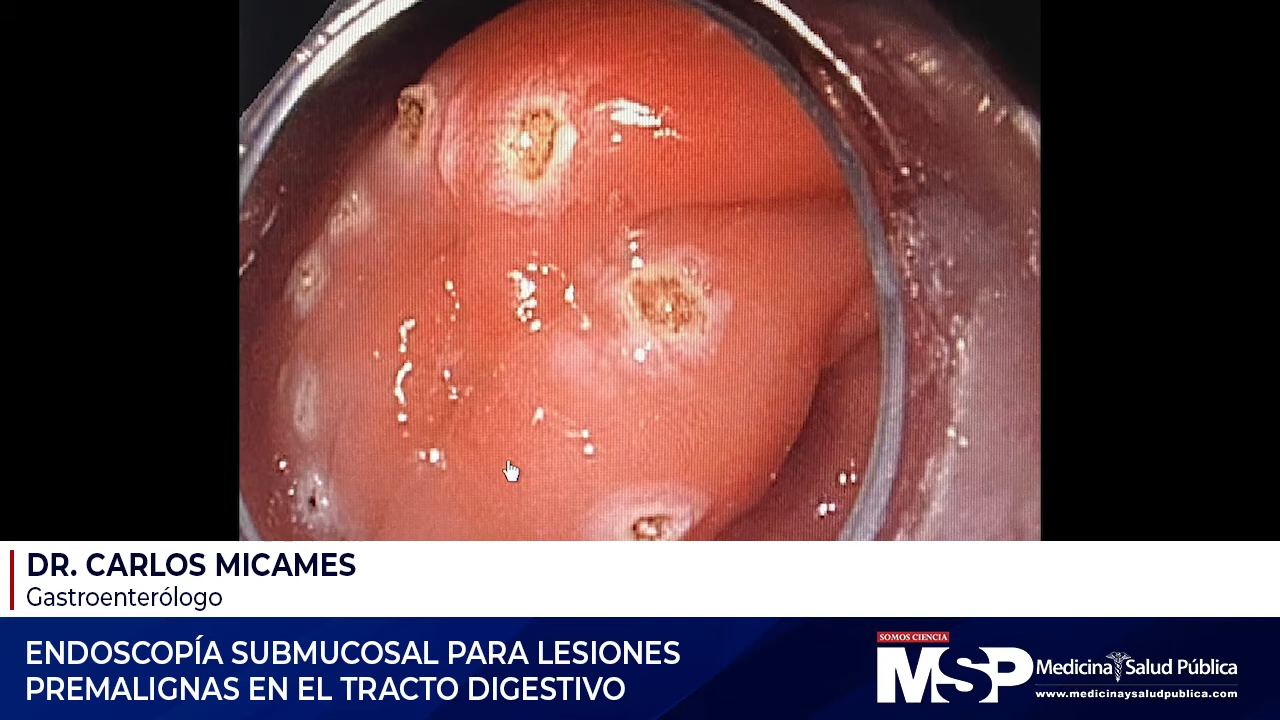 DR. CARLOS MICAMES
Gastroenterólogo
ENDOSCOPÍA SUBMUCOSAL PARA LESIONES
PREMALIGNAS EN EL TRACTO DIGESTIVO
SOMOS CIENCIA
MSP Medicina Salud Pública
www.medicinaysaludpublica.com